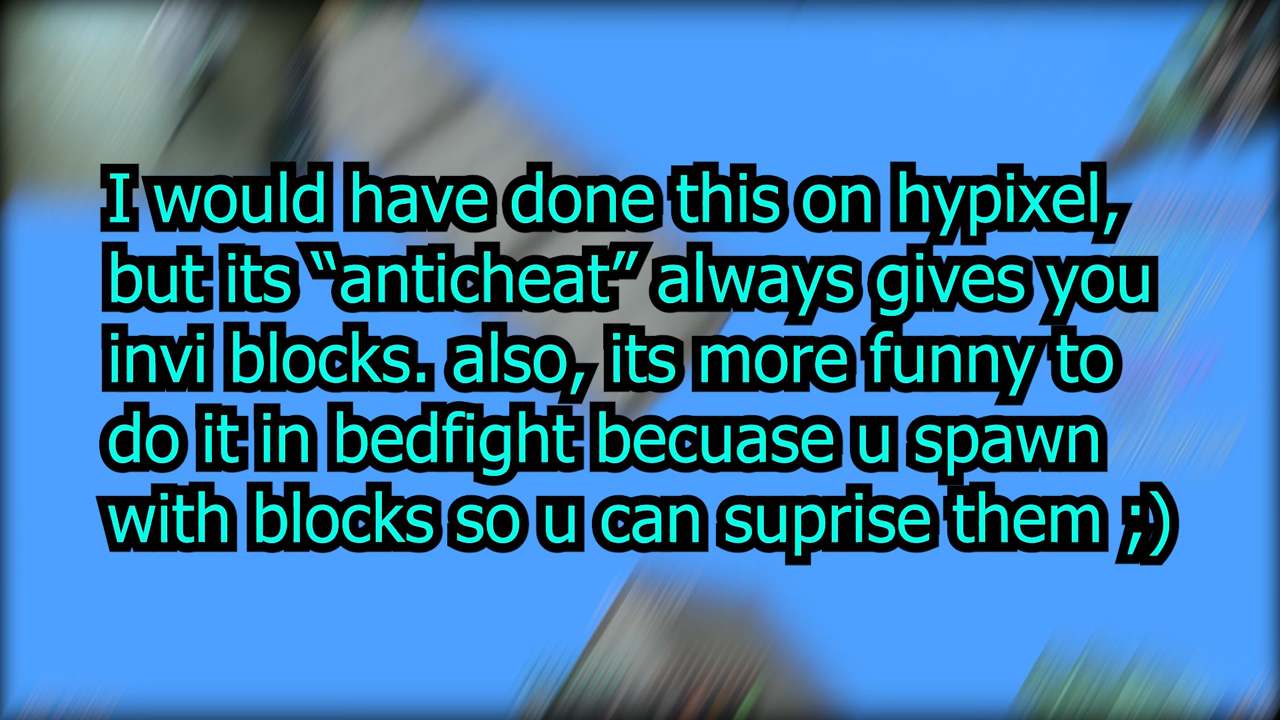 I would have done this on hypixel,
but its “anticheat” always gives you
invi blocks. also, its more funny to
do it in bedfight becuase u spawn
with blocks so u can suprise them ;)